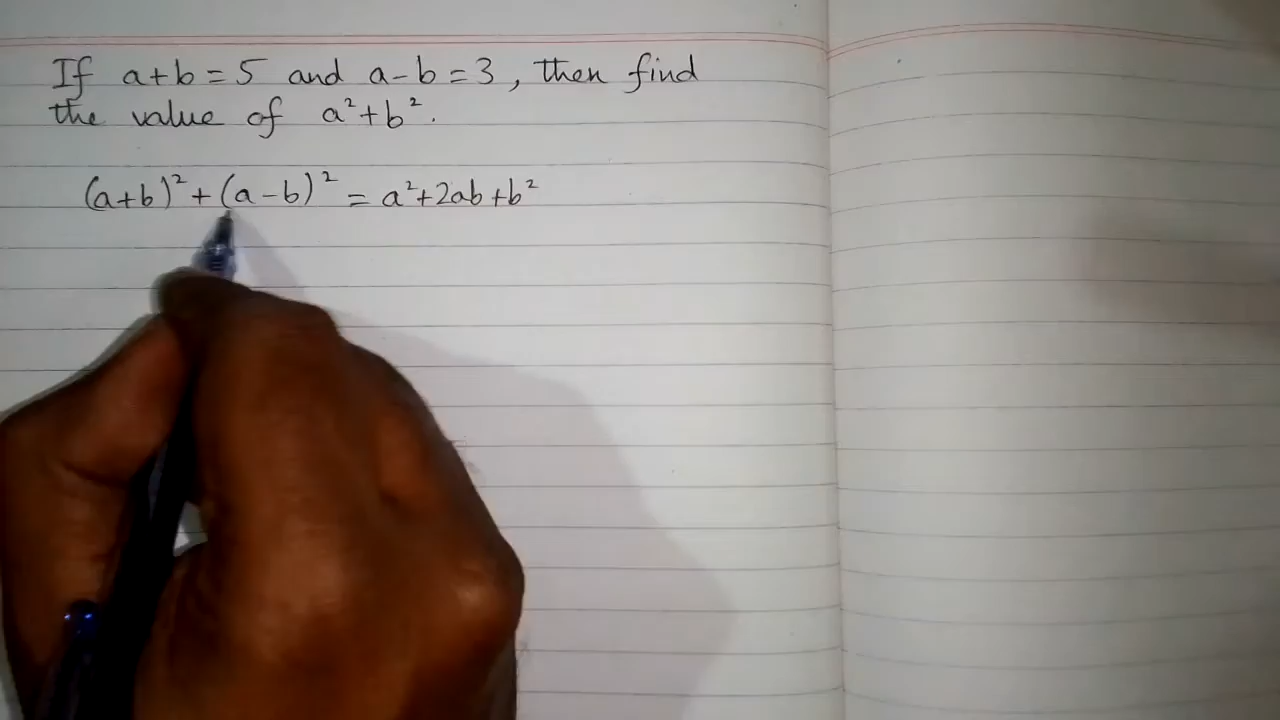 If a+b=5 and a-b=3, then find
the value of a²+b².
(a+b)²+(a-b)² = a²+2ab+b²